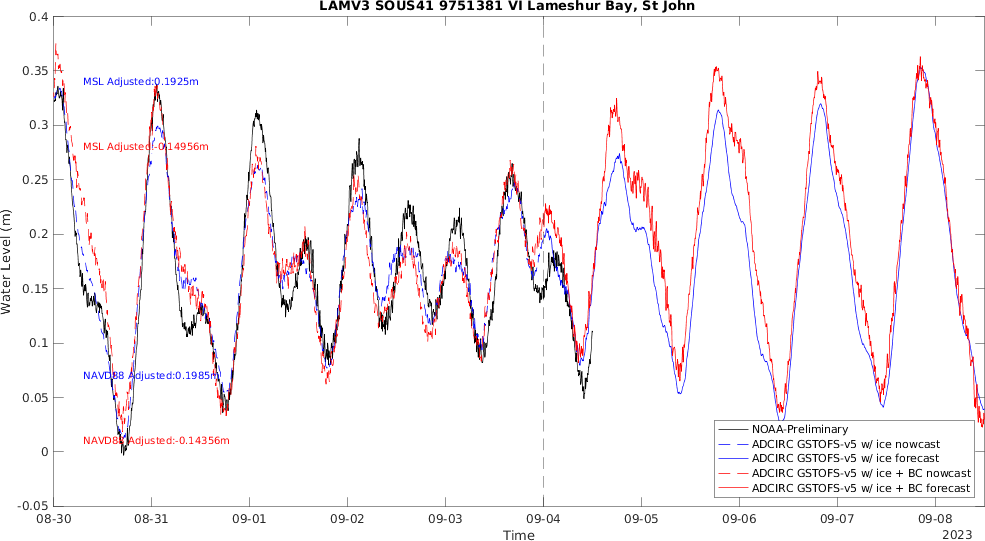 LAMV3 SOUS41 9751381 VI Lameshur Bay, St John
0.4
0.35
0.3
0.25
0.2
0.15
0.1
0.05
0
-0.05
Water Level (m)
MSL Adjusted:0.1925m
MSL Adjusted:-0.14956m
NAVD88 Adjusted:0.1985m
NAVD88 Adjusted:-0.14356m
NOAA-Preliminary
ADCIRC GSTOFS-v5 w/ ice nowcast
ADCIRC GSTOFS-v5 w/ ice forecast
ADCIRC GSTOFS-v5 w/ ice + BC nowcast
ADCIRC GSTOFS-v5 w/ ice + BC forecast
08-30 08-31 09-01 09-02 09-03 09-04 09-05 09-06 09-07 09-08
Time
2023